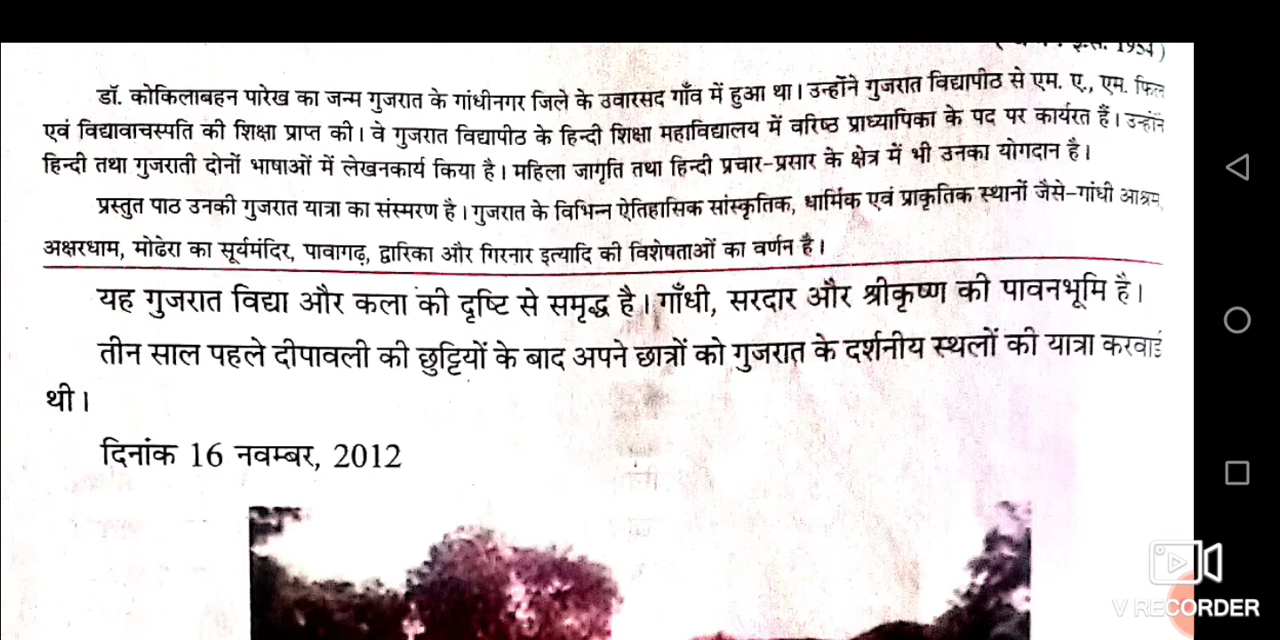 इ.स. 1954)
डॉ. कोकिलाबहन पारेख का जन्म गुजरात के गांधीनगर जिले के उवारसद गाँव में हुआ था। उन्होंने गुजरात विद्यापीठ से एम. ए., एम. फिल
एवं विद्यावाचस्पति की शिक्षा प्राप्त की। वे गुजरात विद्यापीठ के हिन्दी शिक्षा महाविद्यालय में वरिष्ठ प्राध्यापिका के पद पर कार्यरत हैं। उन्होंने
हिन्दी तथा गुजराती दोनों भाषाओं में लेखनकार्य किया है। महिला जागृति तथा हिन्दी प्रचार-प्रसार के क्षेत्र में भी उनका योगदान है।
प्रस्तुत पाठ उनकी गुजरात यात्रा का संस्मरण है। गुजरात के विभिन्न ऐतिहासिक सांस्कृतिक, धार्मिक एवं प्राकृतिक स्थानों जैसे-गांधी आश्रम,
अक्षरधाम, मोढेरा का सूर्यमंदिर, पावागढ़, द्वारिका और गिरनार इत्यादि की विशेषताओं का वर्णन है।
यह गुजरात विद्या और कला की दृष्टि से समृद्ध है। गाँधी, सरदार और श्रीकृष्ण की पावनभूमि है।
तीन साल पहले दीपावली की छुट्टियों के बाद अपने छात्रों को गुजरात के दर्शनीय स्थलों की यात्रा करवाई
थी।
दिनांक 16 नवम्बर, 2012
V RECORDER